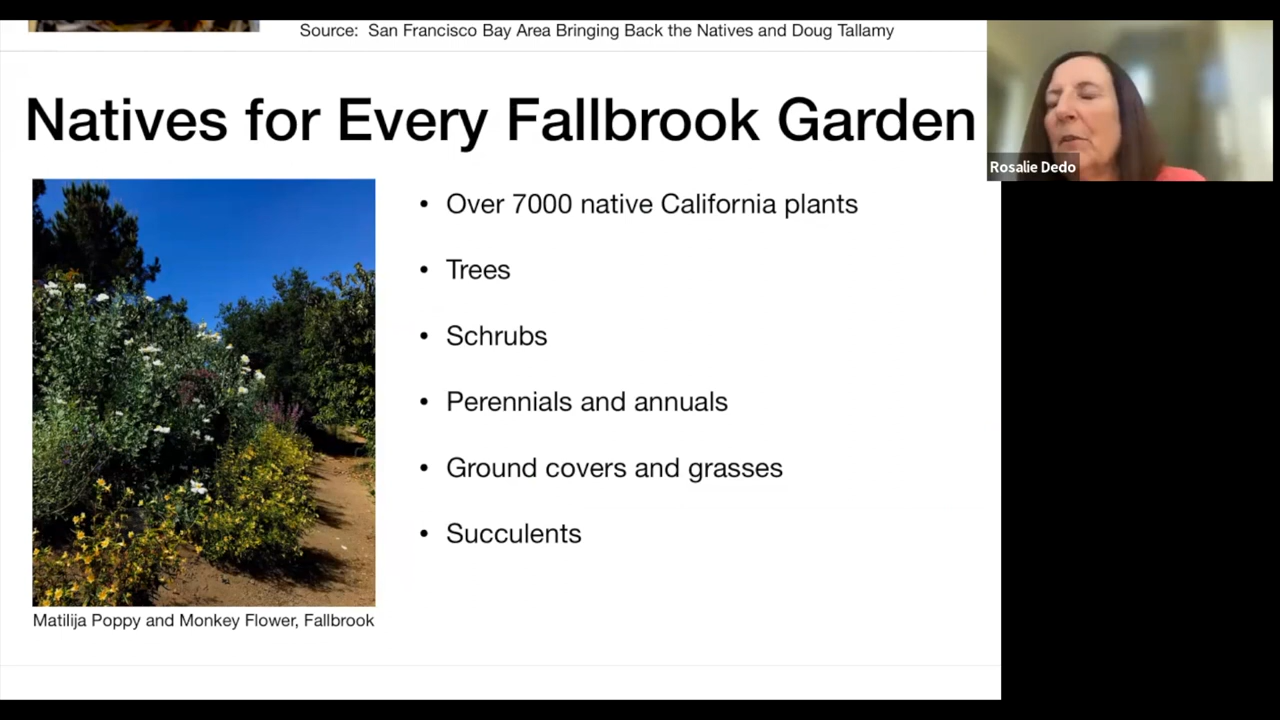 Source:  San Francisco Bay Area Bringing Back the Natives and Doug Tallamy
Natives for Every Fallbrook Garden
Rosalie Dedo
• Over 7000 native California plants
• Trees
• Schrubs
• Perennials and annuals
• Ground covers and grasses
• Succulents
Matilija Poppy and Monkey Flower, Fallbrook